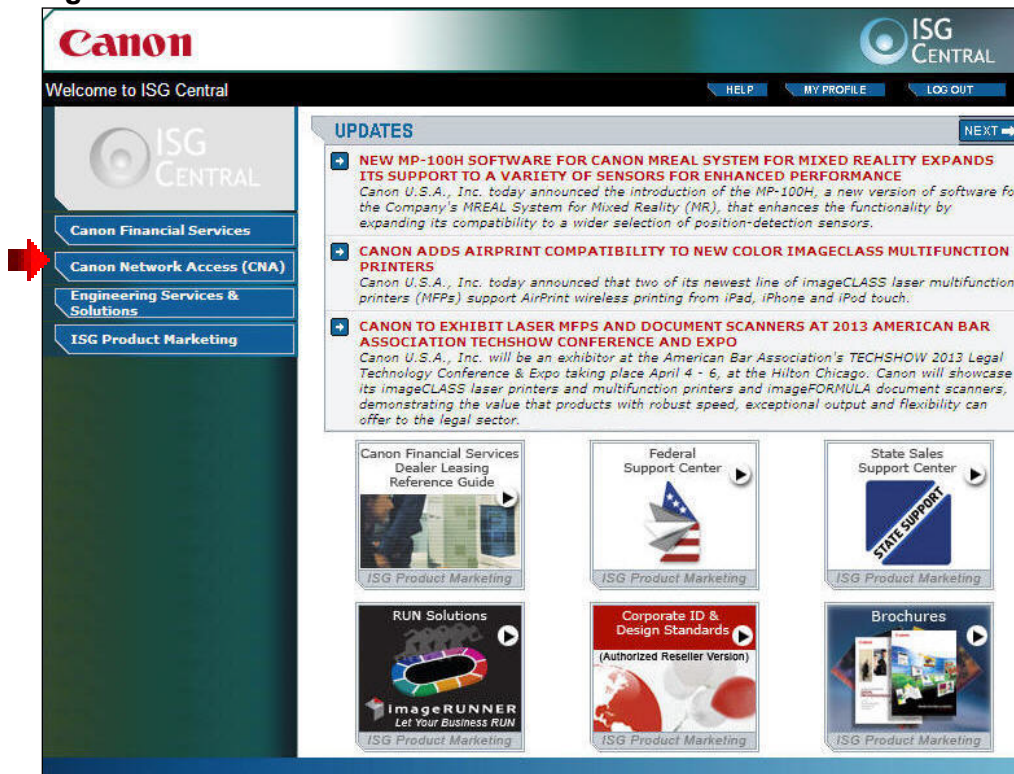 Canon
ISG
CENTRAL
Welcome to ISG Central
HELP
MY PROFILE
LOG OUT
ISG
CENTRAL
Canon Financial Services
Canon Network Access (CNA)
Engineering Services &
Solutions
ISG Product Marketing
UPDATES
NEXT
NEW MP-100H SOFTWARE FOR CANON MREAL SYSTEM FOR MIXED REALITY EXPANDS
ITS SUPPORT TO A VARIETY OF SENSORS FOR ENHANCED PERFORMANCE
Canon U.S.A., Inc. today announced the introduction of the MP-100H, a new version of software fo
the Company's MREAL System for Mixed Reality (MR), that enhances the functionality by
expanding its compatibility to a wider selection of position-detection sensors.
CANON ADDS AIRPRINT COMPATIBILITY TO NEW COLOR IMAGECLASS MULTIFUNCTION
PRINTERS
Canon U.S.A., Inc. today announced that two of its newest line of imageCLASS laser multifunction
printers (MFPs) support AirPrint wireless printing from iPad, iPhone and iPod touch.
CANON TO EXHIBIT LASER MFPS AND DOCUMENT SCANNERS AT 2013 AMERICAN BAR
ASSOCIATION TECHSHOW CONFERENCE AND EXPO
Canon U.S.A., Inc. will be an exhibitor at the American Bar Association's TECHSHOW 2013 Legal
Technology Conference & Expo taking place April 4 - 6, at the Hilton Chicago. Canon will showcase
its imageCLASS laser printers and multifunction printers and imageFORMULA document scanners,
demonstrating the value that products with robust speed, exceptional output and flexibility can
offer to the legal sector.
Canon Financial Services
Dealer Leasing
Reference Guide
ISG Product Marketing
Federal
Support Center
ISG Product Marketing
State Sales
Support Center
STATE SUPPORT
ISG Product Marketing
RUN Solutions
imageRUNNER
Let Your Business RUN
ISG Product Marketing
Corporate ID &
Design Standards
(Authorized Reseller Version)
ISG Product Marketing
Brochures
ISG Product Marketing